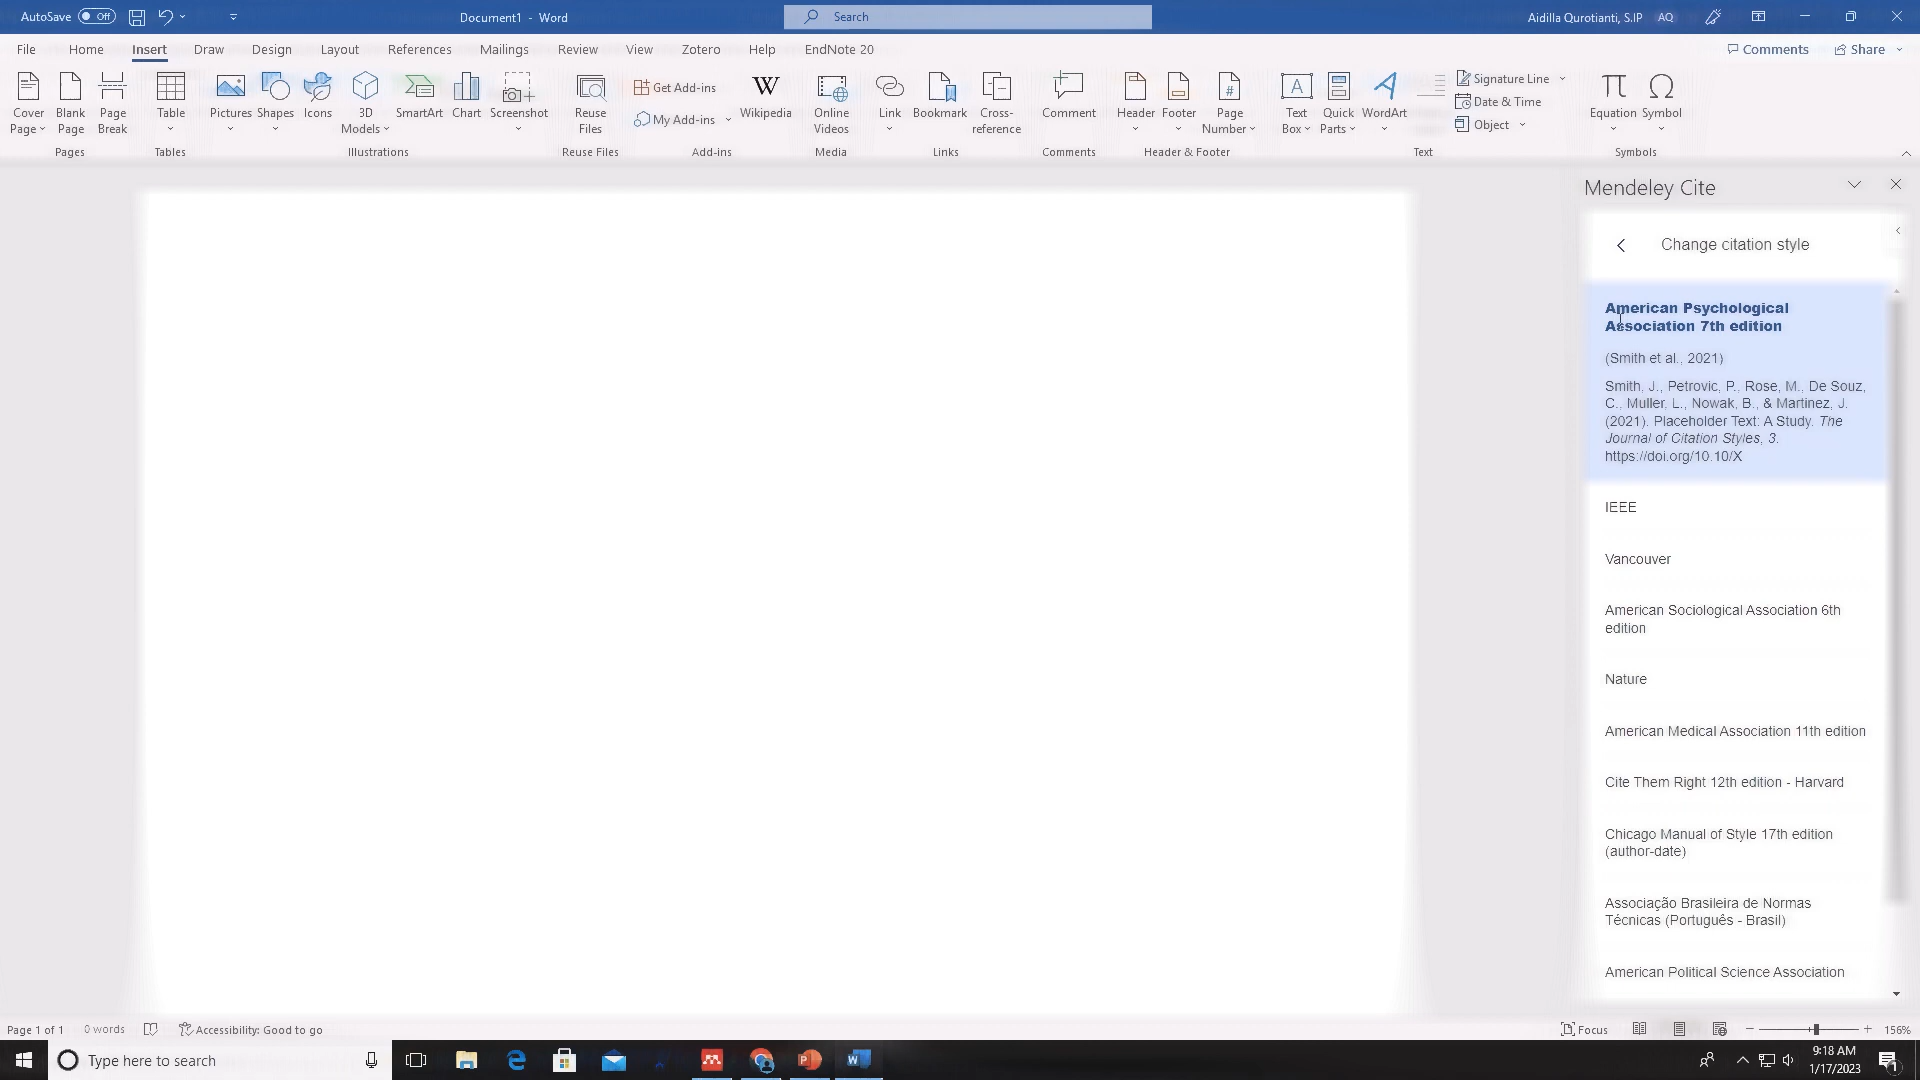 AutoSave Off Document1 - Word Search Aidilla Qurotianti, S.IP AQ
File Home Insert Draw Design Layout References Mailings Review View Zotero Help EndNote 20 Comments Share
Cover Page
Blank Page
Page Break
Table
Pictures
Shapes
Icons
3D Models
SmartArt
Chart
Screenshot
Reuse Files
Get Add-ins
My Add-ins
Wikipedia
Online Videos
Link
Bookmark
Cross-reference
Comment
Header
Footer
Page Number
Text Box
Quick Parts
WordArt
Signature Line
Date & Time
Object
Equation
Symbol
Pages Tables Illustrations Reuse Files Add-ins Media Links Comments Header & Footer Text Symbols
Mendeley Cite
Change citation style
American Psychological
Association 7th edition
(Smith et al., 2021)
Smith, J., Petrovic, P., Rose, M., De Souz,
C., Muller, L., Nowak, B., & Martinez, J.
(2021). Placeholder Text: A Study. The
Journal of Citation Styles, 3.
https://doi.org/10.10/X
IEEE
Vancouver
American Sociological Association 6th
edition
Nature
American Medical Association 11th edition
Cite Them Right 12th edition - Harvard
Chicago Manual of Style 17th edition
(author-date)
Associação Brasileira de Normas
Técnicas (Português - Brasil)
American Political Science Association
Page 1 of 1 0 words Accessibility: Good to go Focus 156%
Type here to search
9:18 AM
1/17/2023
1